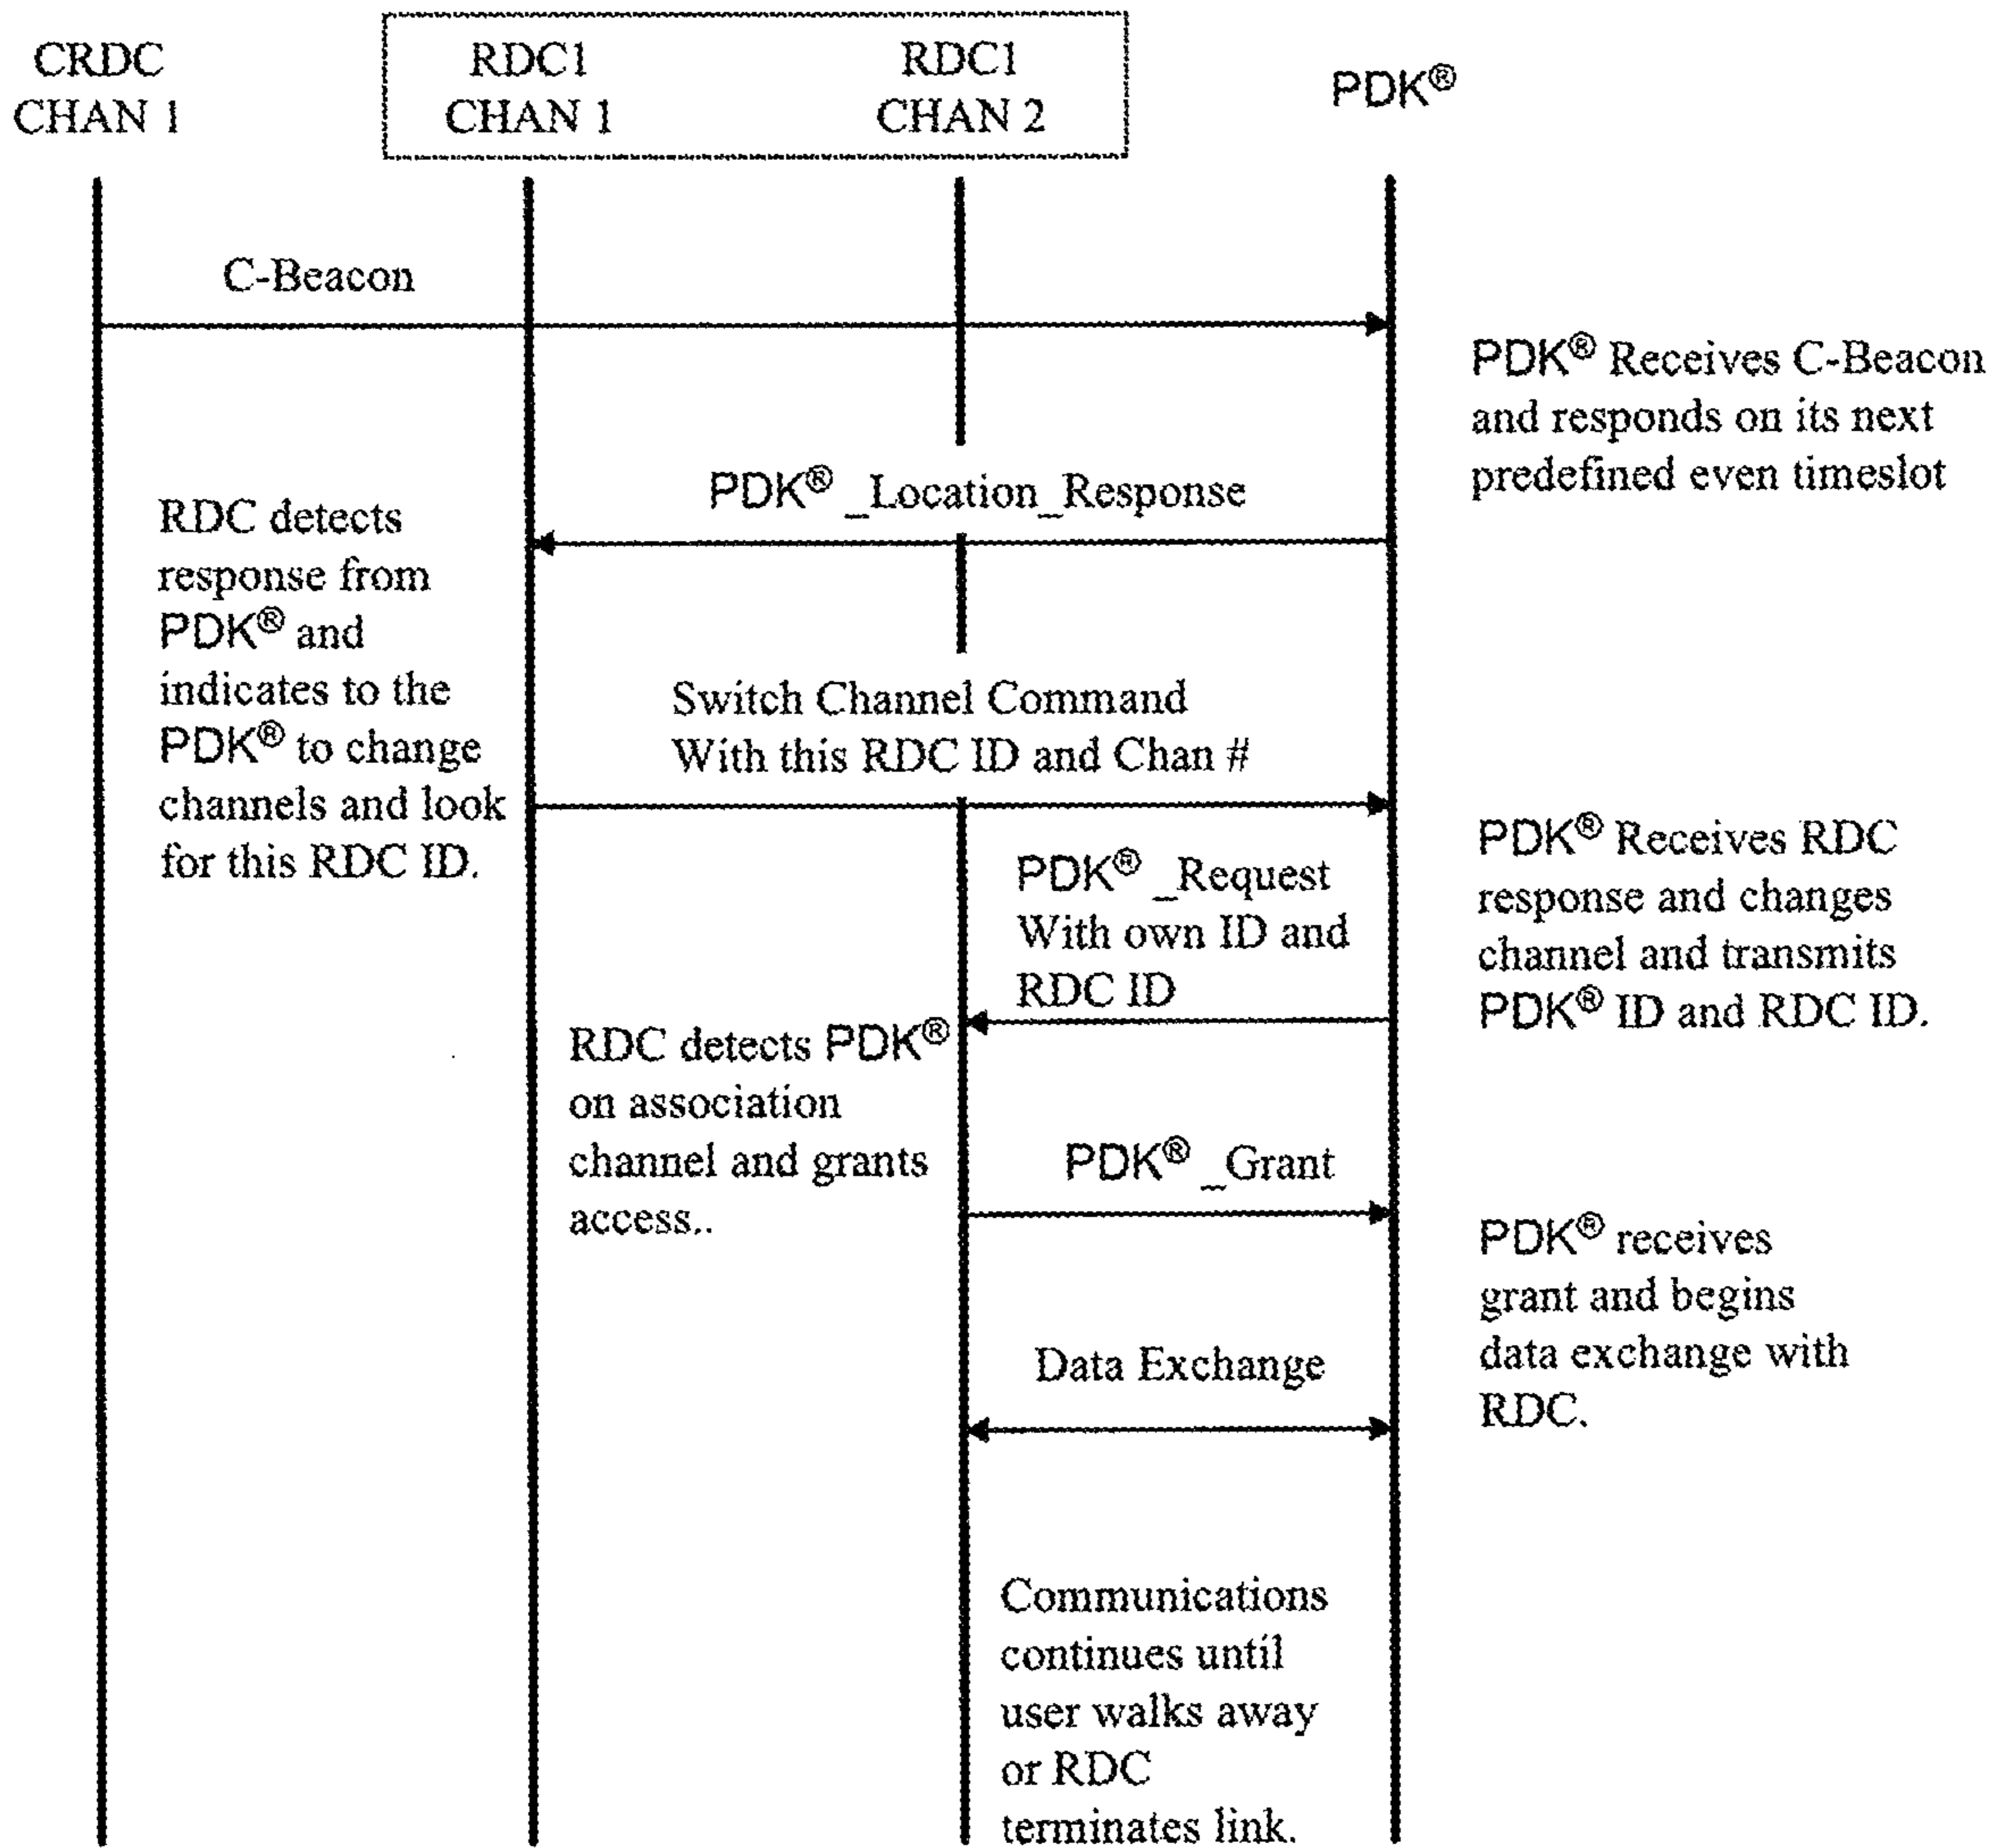 CRDC
CHAN 1
RDC1
CHAN 1
RDC1
CHAN 2
PDK®
C-Beacon
PDK® Receives C-Beacon
and responds on its next
predefined even timeslot
PDK® _Location_Response
RDC detects
response from
PDK® and
indicates to the
PDK® to change
channels and look
for this RDC ID.
Switch Channel Command
With this RDC ID and Chan #
PDK® Receives RDC
response and changes
channel and transmits
PDK® ID and RDC ID.
PDK® _Request
With own ID and
RDC ID
RDC detects PDK®
on association
channel and grants
access..
PDK® _Grant
PDK® receives
grant and begins
data exchange with
RDC.
Data Exchange
Communications
continues until
user walks away
or RDC
terminates link.